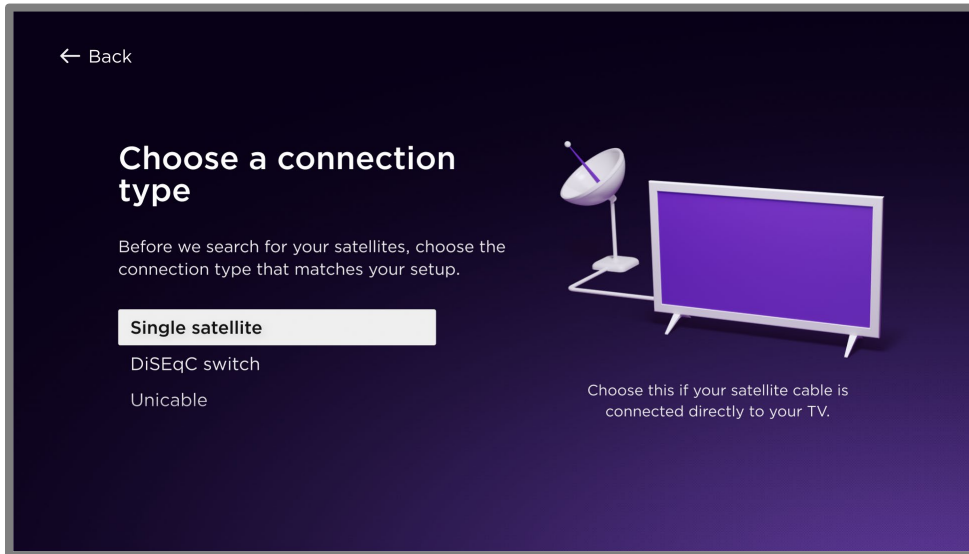 ← Back
Choose a connection
type
Before we search for your satellites, choose the
connection type that matches your setup.
Single satellite
DiSEqC switch
Unicable
Choose this if your satellite cable is
connected directly to your TV.